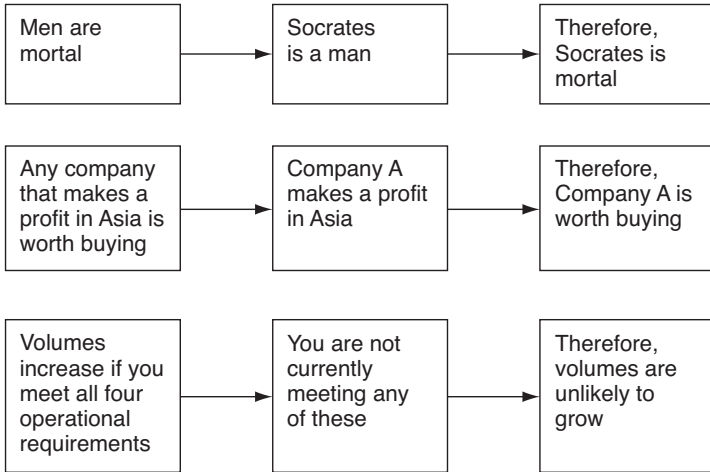 Men are
mortal
Socrates
is a man
Therefore,
Socrates is
mortal
Any company
that makes a
profit in Asia is
worth buying
Company A
makes a profit
in Asia
Therefore,
Company A is
worth buying
Volumes
increase if you
meet all four
operational
requirements
You are not
currently
meeting any
of these
Therefore,
volumes are
unlikely to
grow